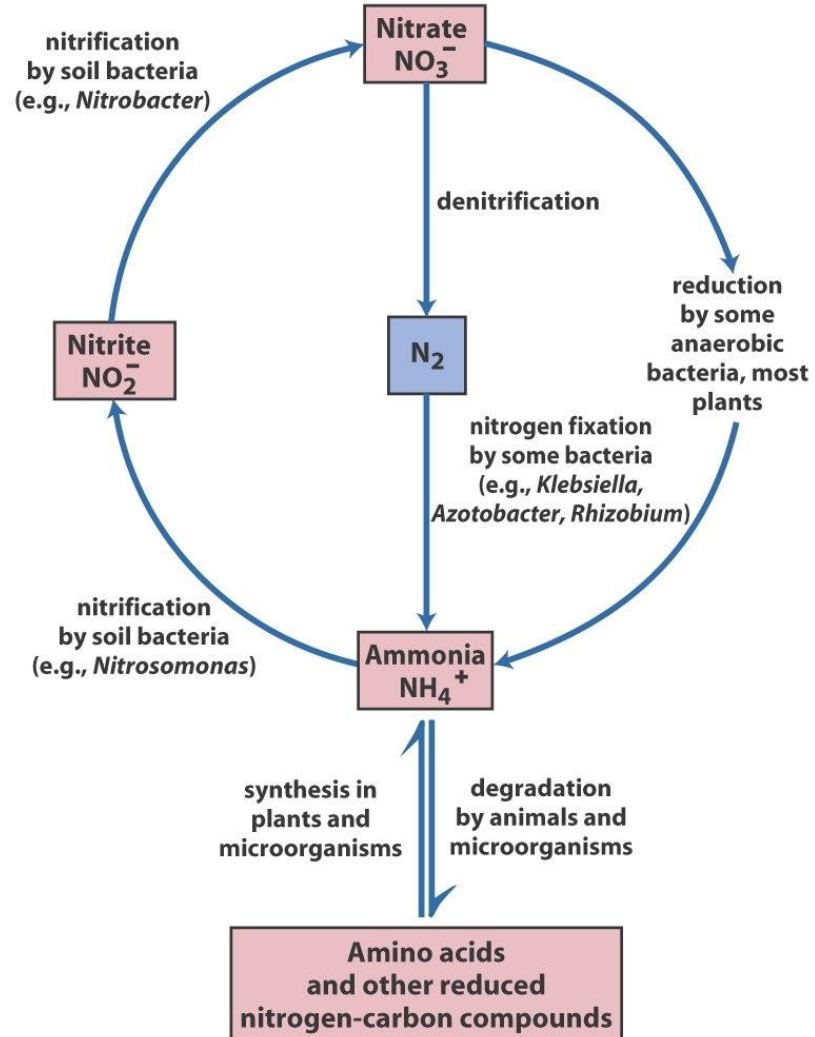 nitrification
by soil bacteria
(e.g., Nitrobacter)
Nitrate
NO₃⁻
denitrification
reduction
by some
anaerobic
bacteria, most
plants
Nitrite
NO₂⁻
N₂
nitrogen fixation
by some bacteria
(e.g., Klebsiella,
Azotobacter, Rhizobium)
nitrification
by soil bacteria
(e.g., Nitrosomonas)
Ammonia
NH₄⁺
synthesis in
plants and
microorganisms
degradation
by animals and
microorganisms
Amino acids
and other reduced
nitrogen-carbon compounds